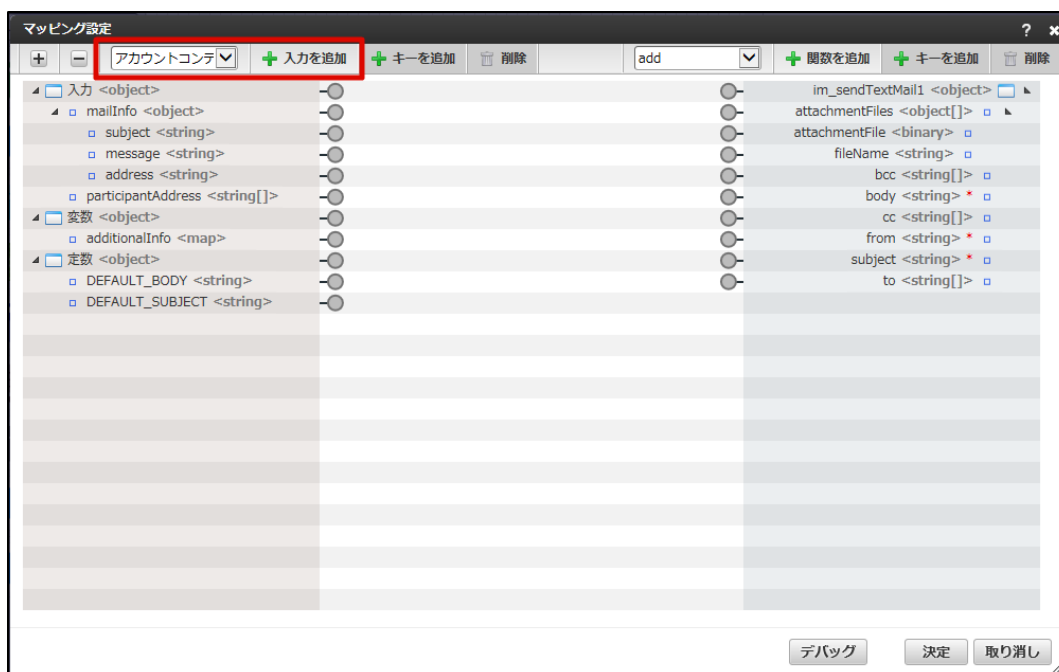 マッピング設定
? ×
アカウントコンテ 入力を追加 キーを追加 削除 add 関数を追加 キーを追加 削除
入力 <object> im_sendTextMail1 <object>
mailInfo <object> attachmentFiles <object[]>
subject <string> attachmentFile <binary>
message <string> fileName <string>
address <string> bcc <string[]>
participantAddress <string[]> body <string> *
変数 <object> cc <string[]>
additionalInfo <map> from <string> *
定数 <object> subject <string> *
DEFAULT_BODY <string> to <string[]>
DEFAULT_SUBJECT <string>
デバッグ 決定 取り消し